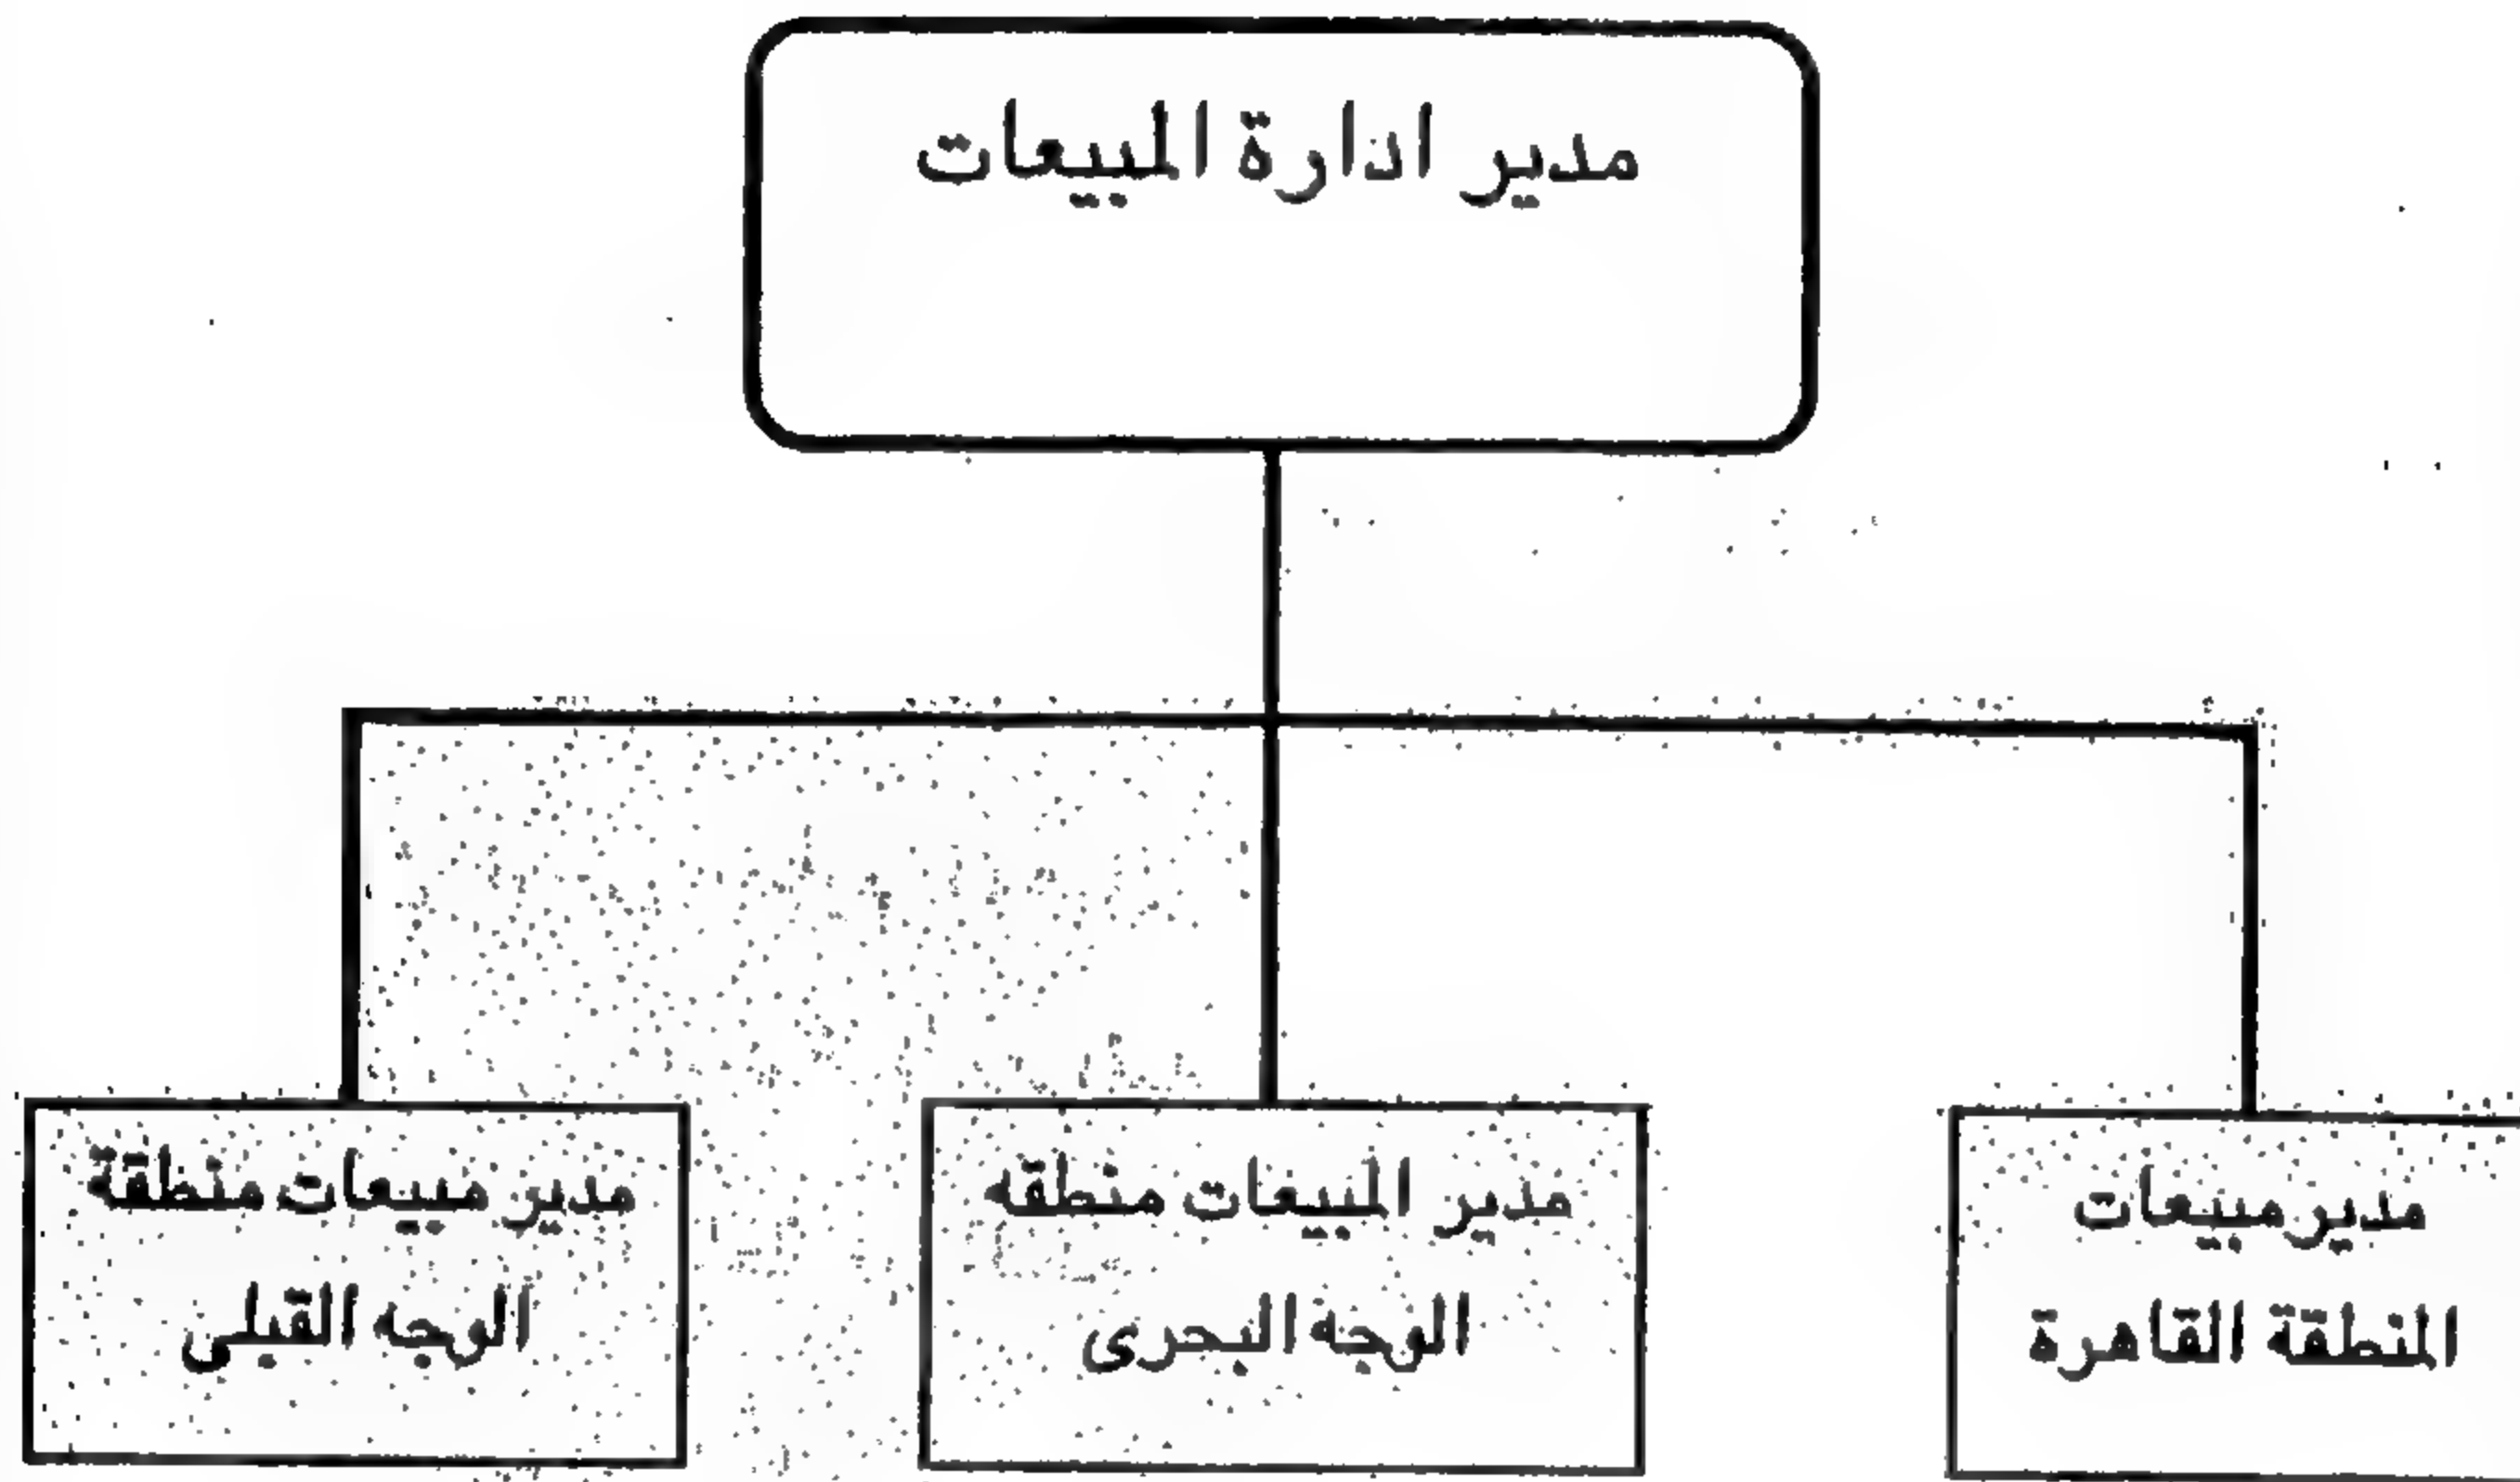 مدير ادارة المبيعات
مدير مبيعات
المنطقة القاهرة
مدير المبيعات منطقه
الوجه البحرى
مدير مبيعات منطقة
الوجه القبلى